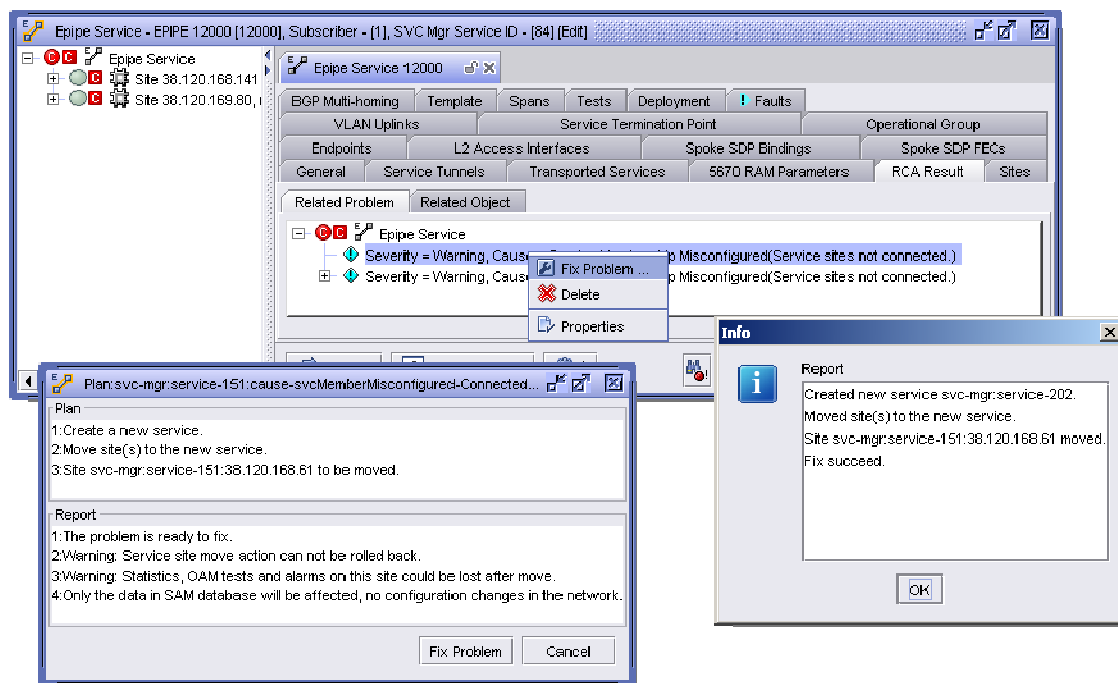 Epipe Service - EPIPE 12000 [12000], Subscriber - [1], SVC Mgr Service ID - [84] [Edit]
Epipe Service
Site 38.120.168.141
Site 38.120.169.80,
Epipe Service 12000
BGP Multi-homing Template Spans Tests Deployment Faults
VLAN Uplinks Service Termination Point Operational Group
Endpoints L2 Access Interfaces Spoke SDP Bindings Spoke SDP FECs
General Service Tunnels Transported Services 5670 RAM Parameters RCA Result Sites
Related Problem Related Object
Epipe Service
Severity = Warning, Cause Misconfigured(Service sites not connected.)
Severity = Warning, Cause Misconfigured(Service sites not connected.)
Fix Problem ...
Delete
Properties
Plan:svc-mgr:service-151:cause-svcMemberMisconfigured-Connected...
Plan
1:Create a new service.
2:Move site(s) to the new service.
3:Site svc-mgr:service-151:38.120.168.61 to be moved.
Report
1:The problem is ready to fix.
2:Warning: Service site move action can not be rolled back.
3:Warning: Statistics, OAM tests and alarms on this site could be lost after move.
4:Only the data in SAM database will be affected, no configuration changes in the network.
Fix Problem Cancel
Info
Report
Created new service svc-mgr:service-202.
Moved site(s) to the new service.
Site svc-mgr:service-151:38.120.168.61 moved.
Fix succeed.
OK